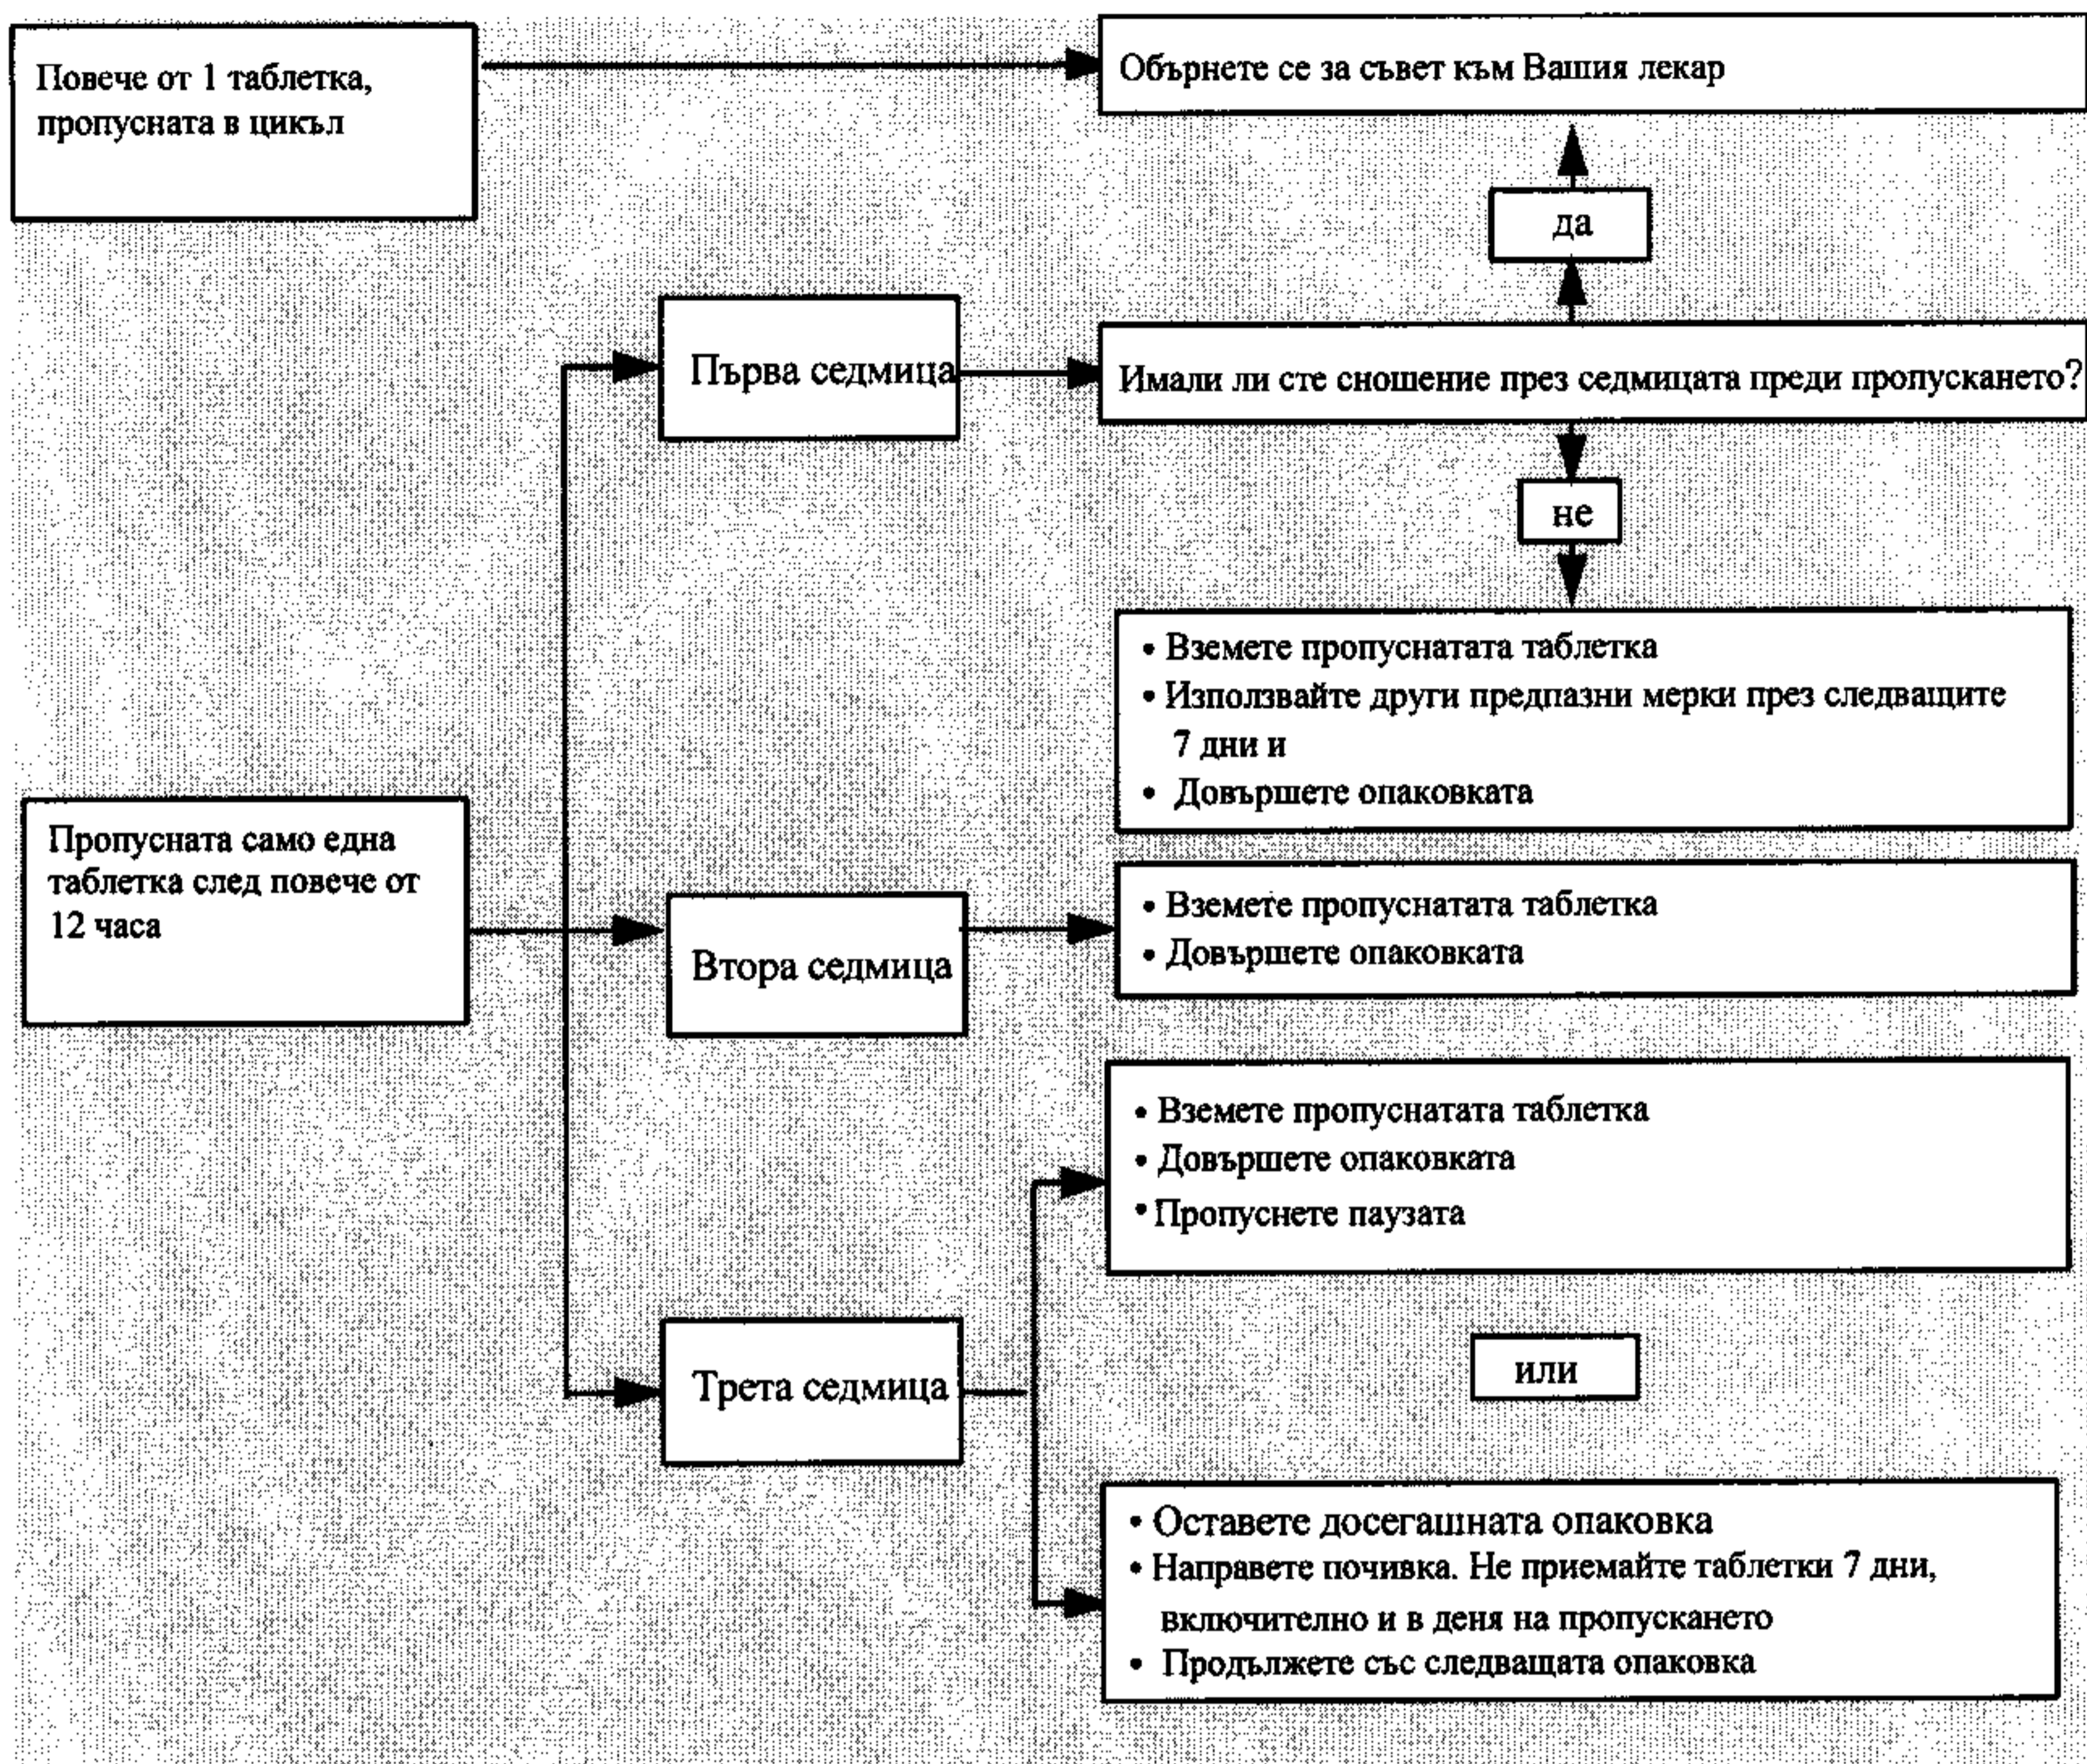 Повече от 1 таблетка,
пропусната в цикъл
Обърнете се за съвет към Вашия лекар
да
Първа седмица
Имали ли сте сношение през седмицата преди пропускането?
не
• Вземете пропуснатата таблетка
• Използвайте други предпазни мерки през следващите
7 дни и
• Довършете опаковката
Пропусната само една
таблетка след повече от
12 часа
Втора седмица
• Вземете пропуснатата таблетка
• Довършете опаковката
• Вземете пропуснатата таблетка
• Довършете опаковката
• Пропуснете паузата
или
Трета седмица
• Оставете досегашната опаковка
• Направете почивка. Не приемайте таблетки 7 дни,
включително и в деня на пропускането
• Продължете със следващата опаковка